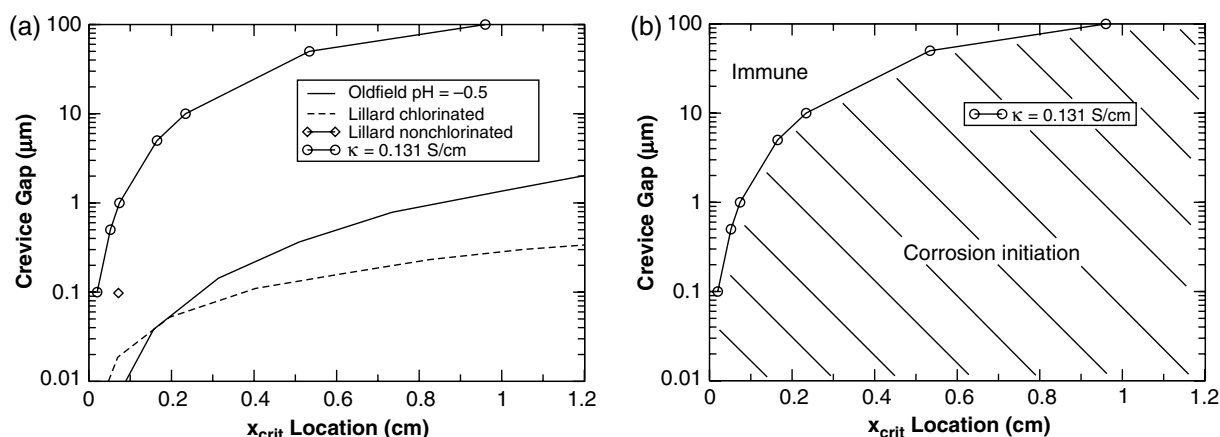 (a)
100
10
1
0.1
0.01
Crevice Gap (μm)
Oldfield pH = −0.5
Lillard chlorinated
Lillard nonchlorinated
κ = 0.131 S/cm
0 0.2 0.4 0.6 0.8 1 1.2
xcrit Location (cm)
(b)
100
10
1
0.1
0.01
Crevice Gap (μm)
Immune
κ = 0.131 S/cm
Corrosion initiation
0 0.2 0.4 0.6 0.8 1 1.2
xcrit Location (cm)